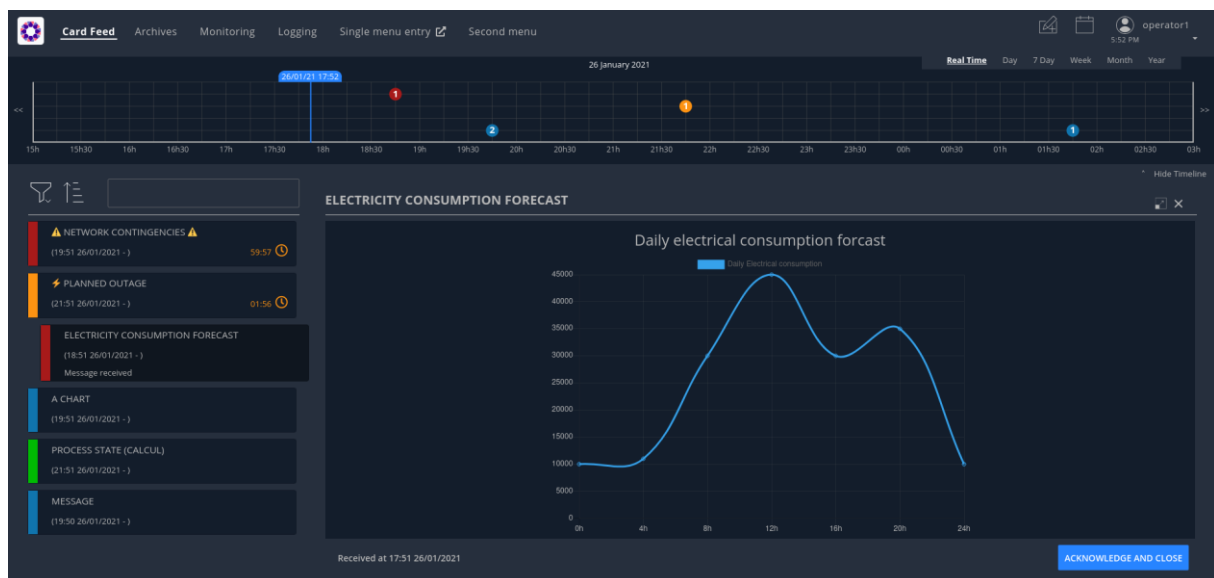 Card Feed Archives Monitoring Logging Single menu entry Second menu operator1
5:52 PM
26 January 2021 Real Time Day 7 Day Week Month Year
26/01/21 17:52
1
1
<< >>
2 1
15h 15h30 16h 16h30 17h 17h30 18h 18h30 19h 19h30 20h 20h30 21h 21h30 22h 22h30 23h 23h30 00h 00h30 01h 01h30 02h 02h30 03h
^ Hide Timeline
ELECTRICITY CONSUMPTION FORECAST
NETWORK CONTINGENCIES
(19:51 26/01/2021 - ) 59:57
PLANNED OUTAGE
(21:51 26/01/2021 - ) 01:56
ELECTRICITY CONSUMPTION FORECAST
(18:51 26/01/2021 - )
Message received
A CHART
(19:51 26/01/2021 - )
PROCESS STATE (CALCUL)
(21:51 26/01/2021 - )
MESSAGE
(19:50 26/01/2021 - )
Daily electrical consumption forcast
Daily Electrical consumption
45000
40000
35000
30000
25000
20000
15000
10000
5000
0
0h 4h 8h 12h 16h 20h 24h
Received at 17:51 26/01/2021 ACKNOWLEDGE AND CLOSE